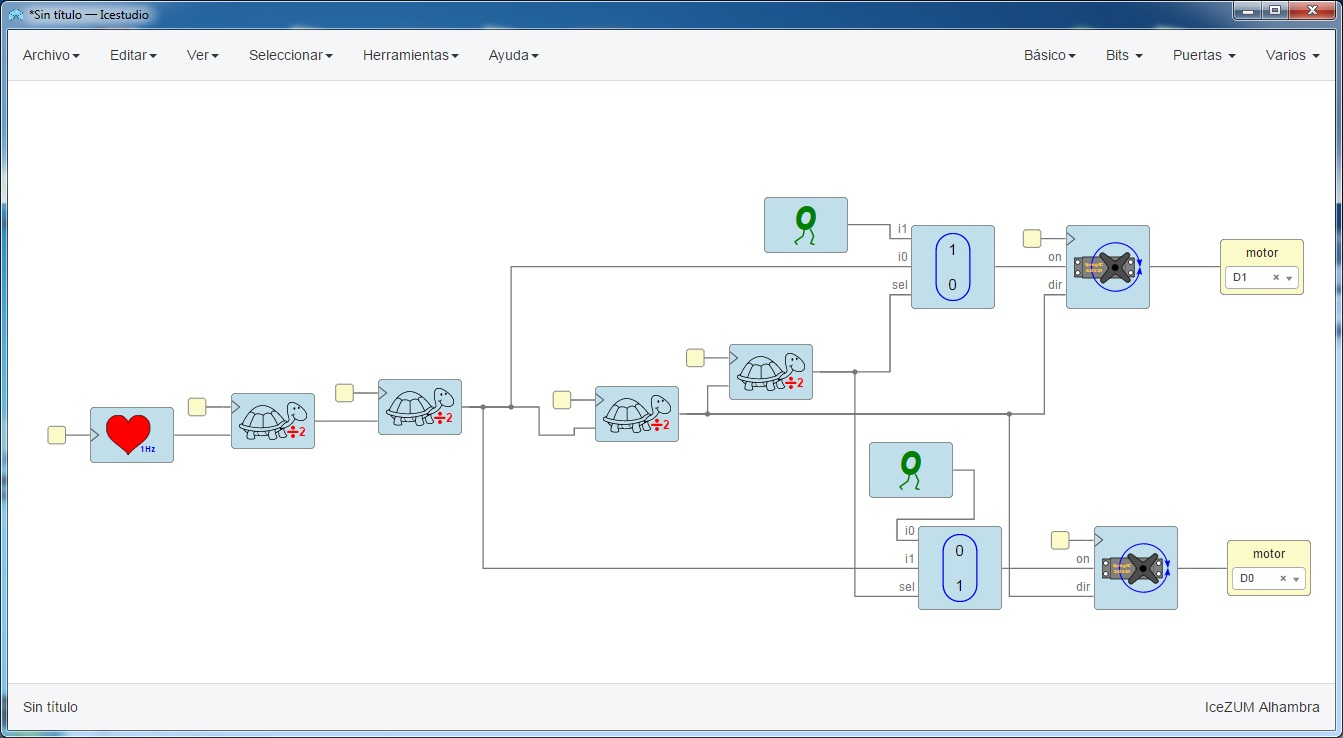 *Sin título — Icestudio
Archivo Editar Ver Seleccionar Herramientas Ayuda Básico Bits Puertas Varios
0
i1
i0
sel
1
0
on
dir
motor
D1 ×
÷2
÷2
÷2
÷2
1Hz
0
i0
i1
sel
0
1
on
dir
motor
D0 ×
Sin título
IceZUM Alhambra